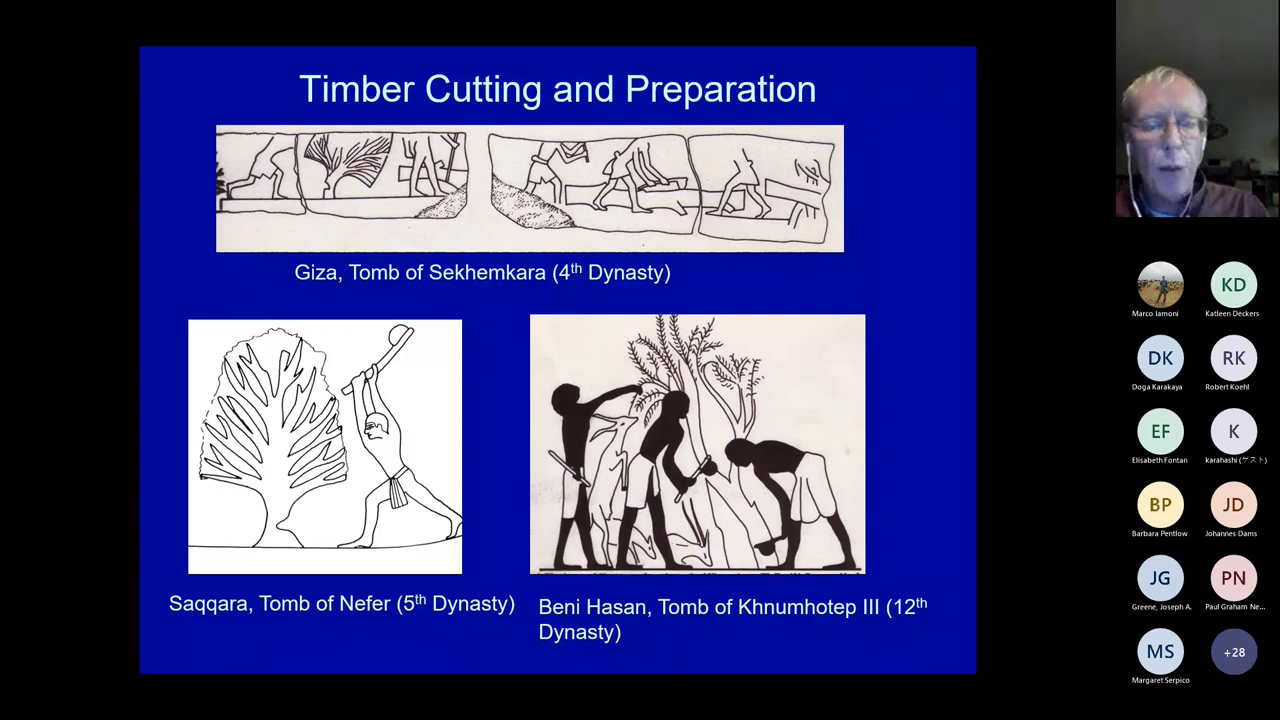 Timber Cutting and Preparation
Giza, Tomb of Sekhemkara (4th Dynasty)
Saqqara, Tomb of Nefer (5th Dynasty)
Beni Hasan, Tomb of Khnumhotep III (12th
Dynasty)
Marco Iamoni
KD
Katleen Deckers
DK
Doga Karakaya
RK
Robert Koehl
EF
Elisabeth Fontan
K
karahashi (ゲスト)
BP
Barbara Pentlow
JD
Johannes Dams
JG
Greene, Joseph A.
PN
Paul Graham Ne...
MS
Margaret Serpico
+28